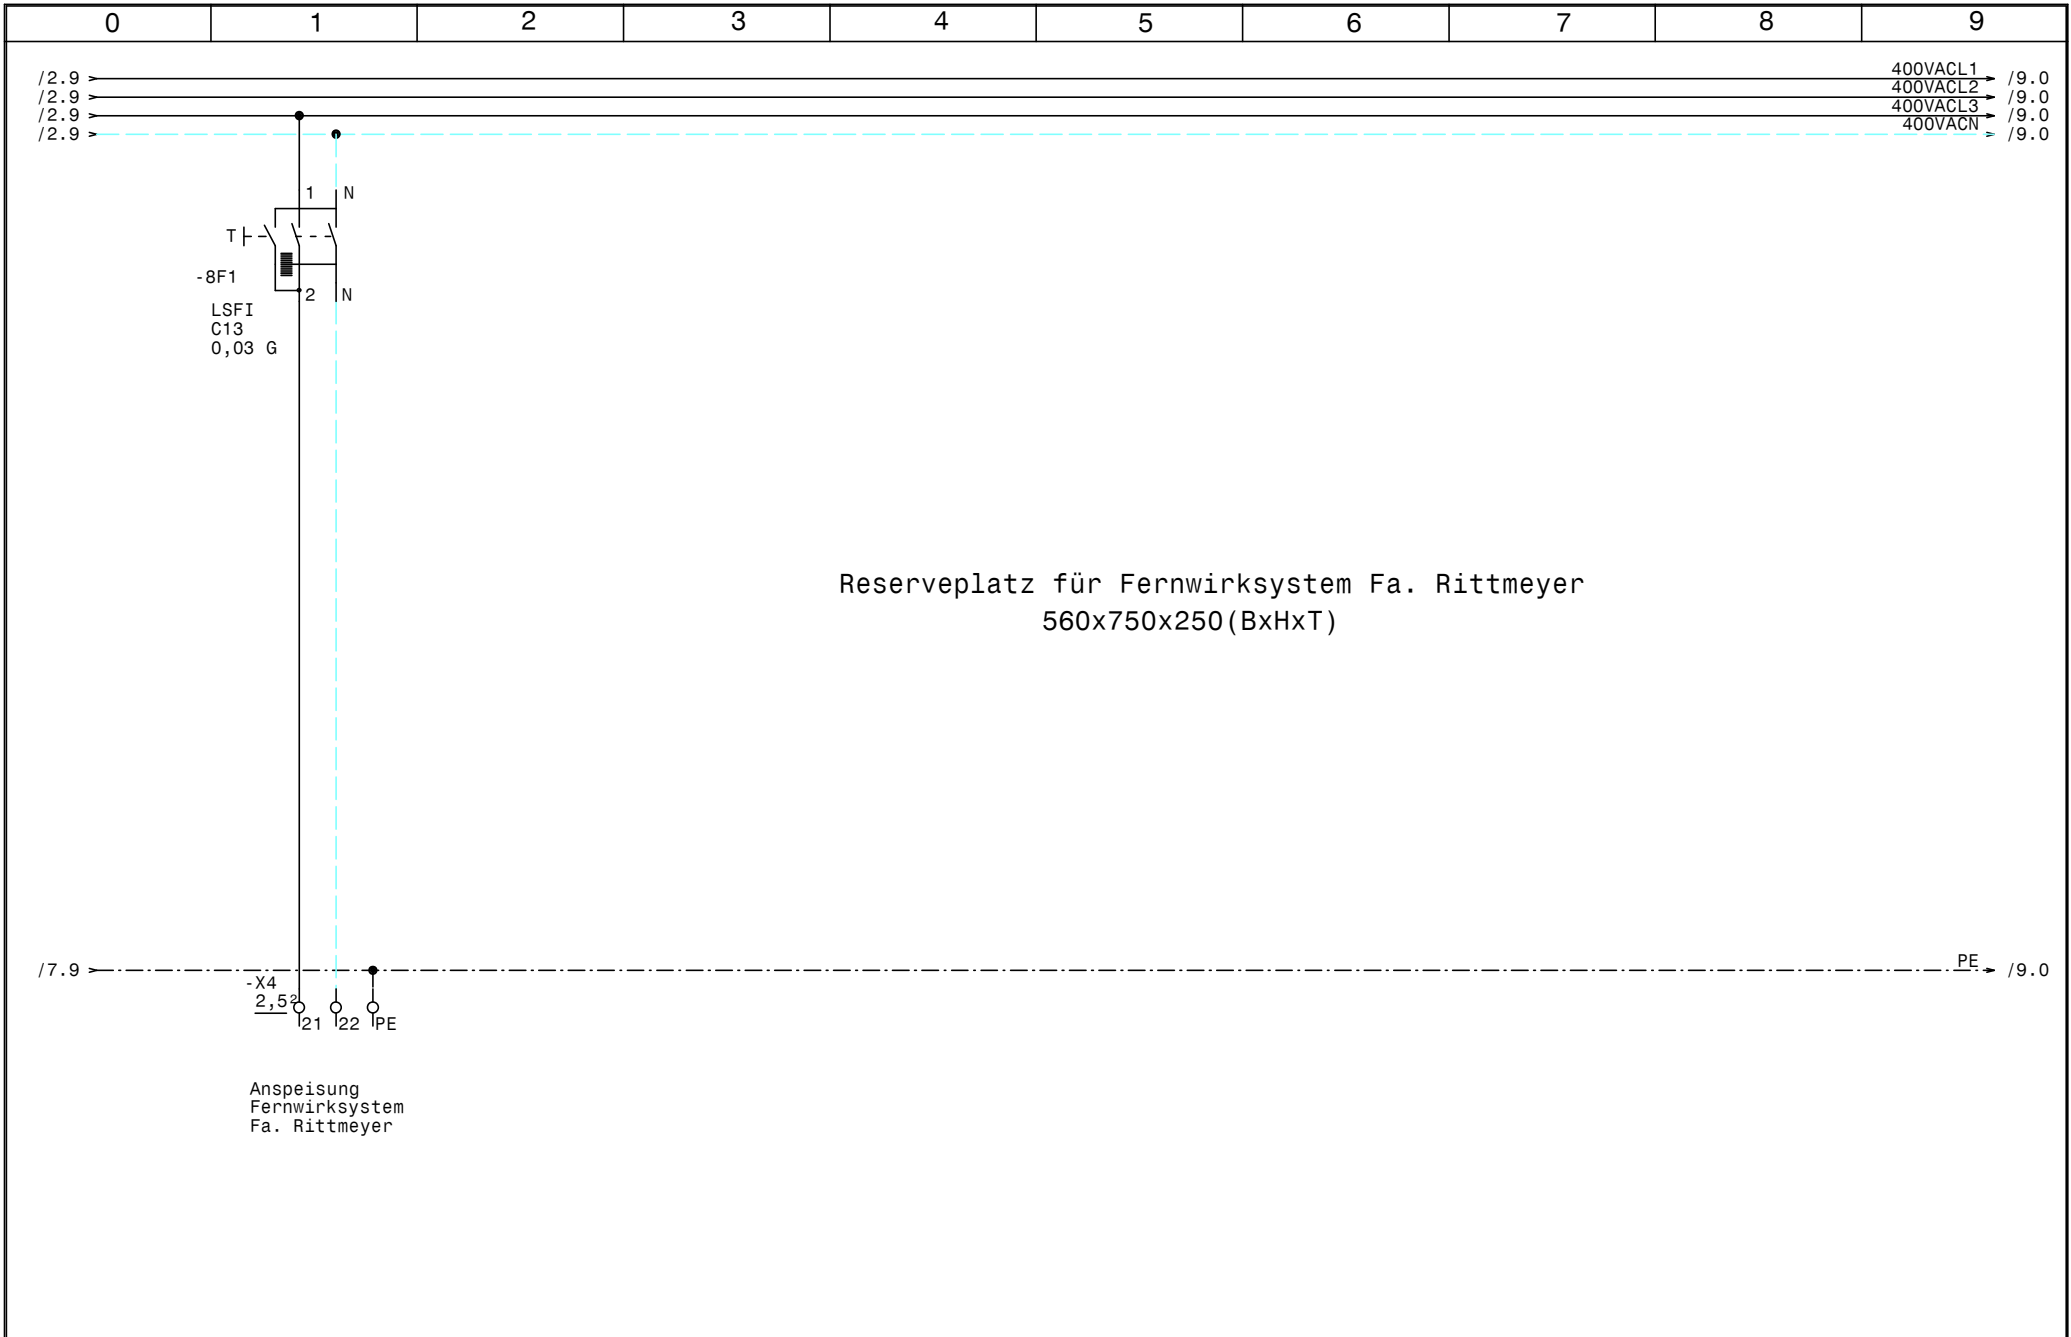 0 1 2 3 4 5 6 7 8 9
/2.9 400VACL1 /9.0
/2.9 400VACL2 /9.0
/2.9 400VACL3 /9.0
/2.9 400VACN /9.0
1 N
T
-8F1
2 N
LSFI
C13
0,03 G
Reserveplatz für Fernwirksystem Fa. Rittmeyer
560x750x250(BxHxT)
/7.9 PE /9.0
-X4
2,5²
21 22 PE
Anspeisung
Fernwirksystem
Fa. Rittmeyer